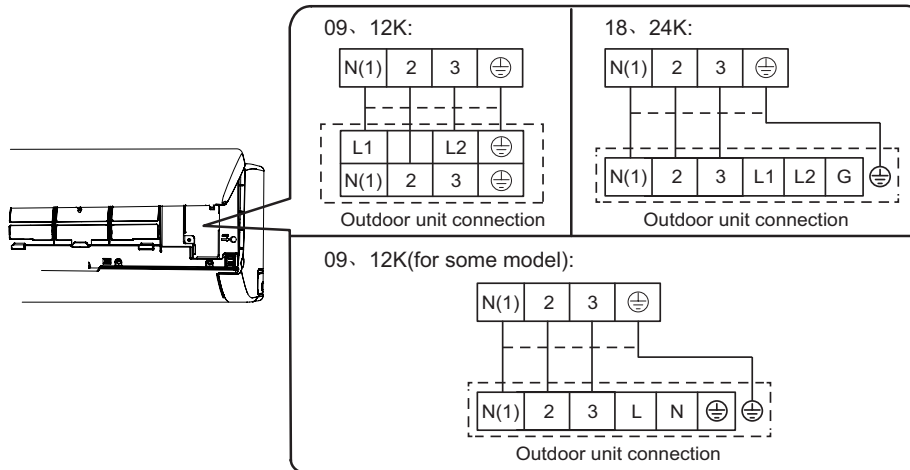 09、12K:
N(1) 2 3
L1 L2
N(1) 2 3
Outdoor unit connection
18、24K:
N(1) 2 3
N(1) 2 3 L1 L2 G
Outdoor unit connection
09、12K(for some model):
N(1) 2 3
N(1) 2 3 L N
Outdoor unit connection